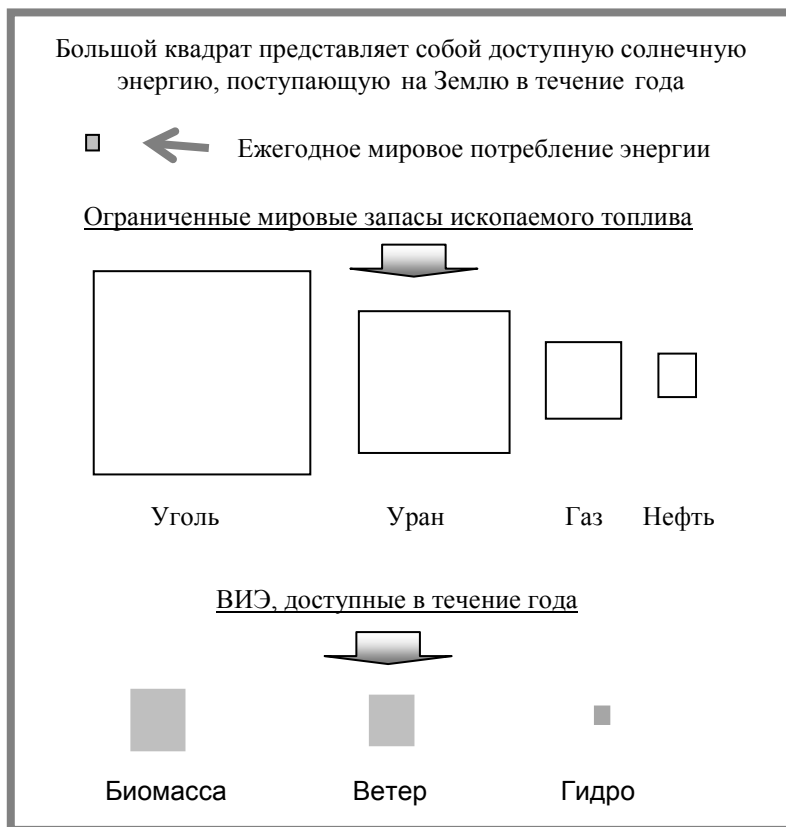 Большой квадрат представляет собой доступную солнечную
энергию, поступающую на Землю в течение года
Ежегодное мировое потребление энергии
Ограниченные мировые запасы ископаемого топлива
Уголь Уран Газ Нефть
ВИЭ, доступные в течение года
Биомасса Ветер Гидро